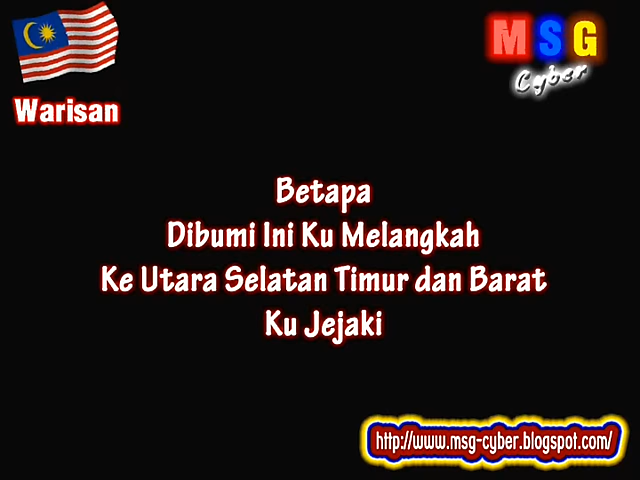 MSG
Cyber
Warisan
Betapa
Dibumi Ini Ku Melangkah
Ke Utara Selatan Timur dan Barat
Ku Jejaki
http://www.msg-cyber.blogspot.com/